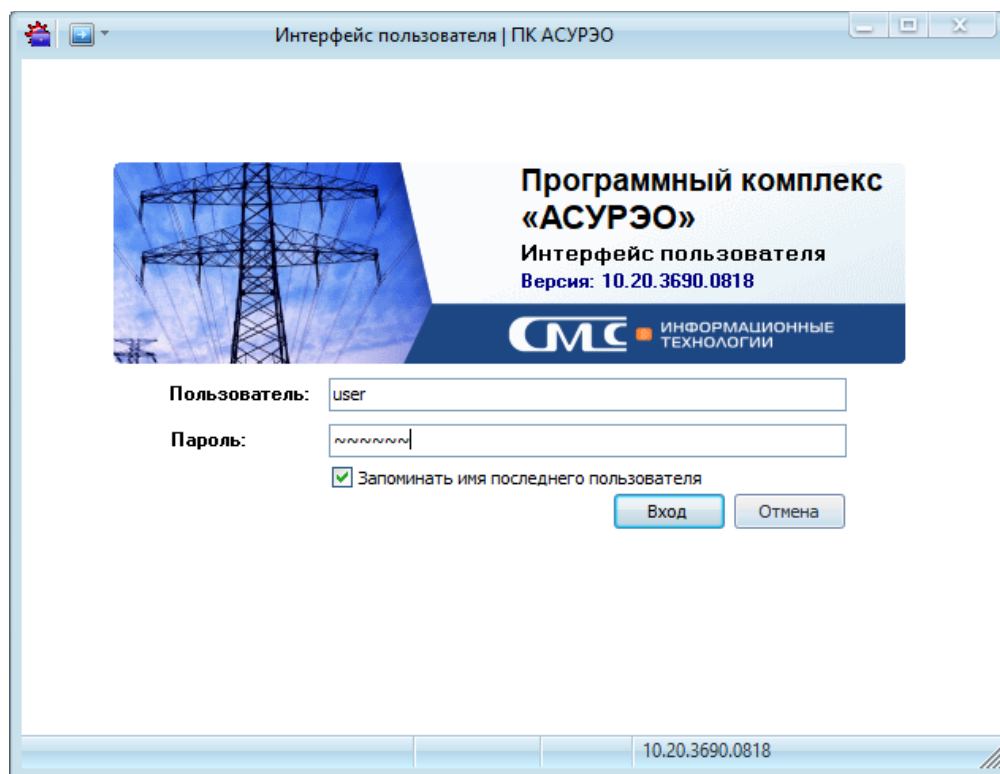 Интерфейс пользователя | ПК АСУРЭО
Программный комплекс
«АСУРЭО»
Интерфейс пользователя
Версия: 10.20.3690.0818
СМС ИНФОРМАЦИОННЫЕ
ТЕХНОЛОГИИ
Пользователь: user
Пароль: ~~~~~~
Запоминать имя последнего пользователя
Вход Отмена
10.20.3690.0818